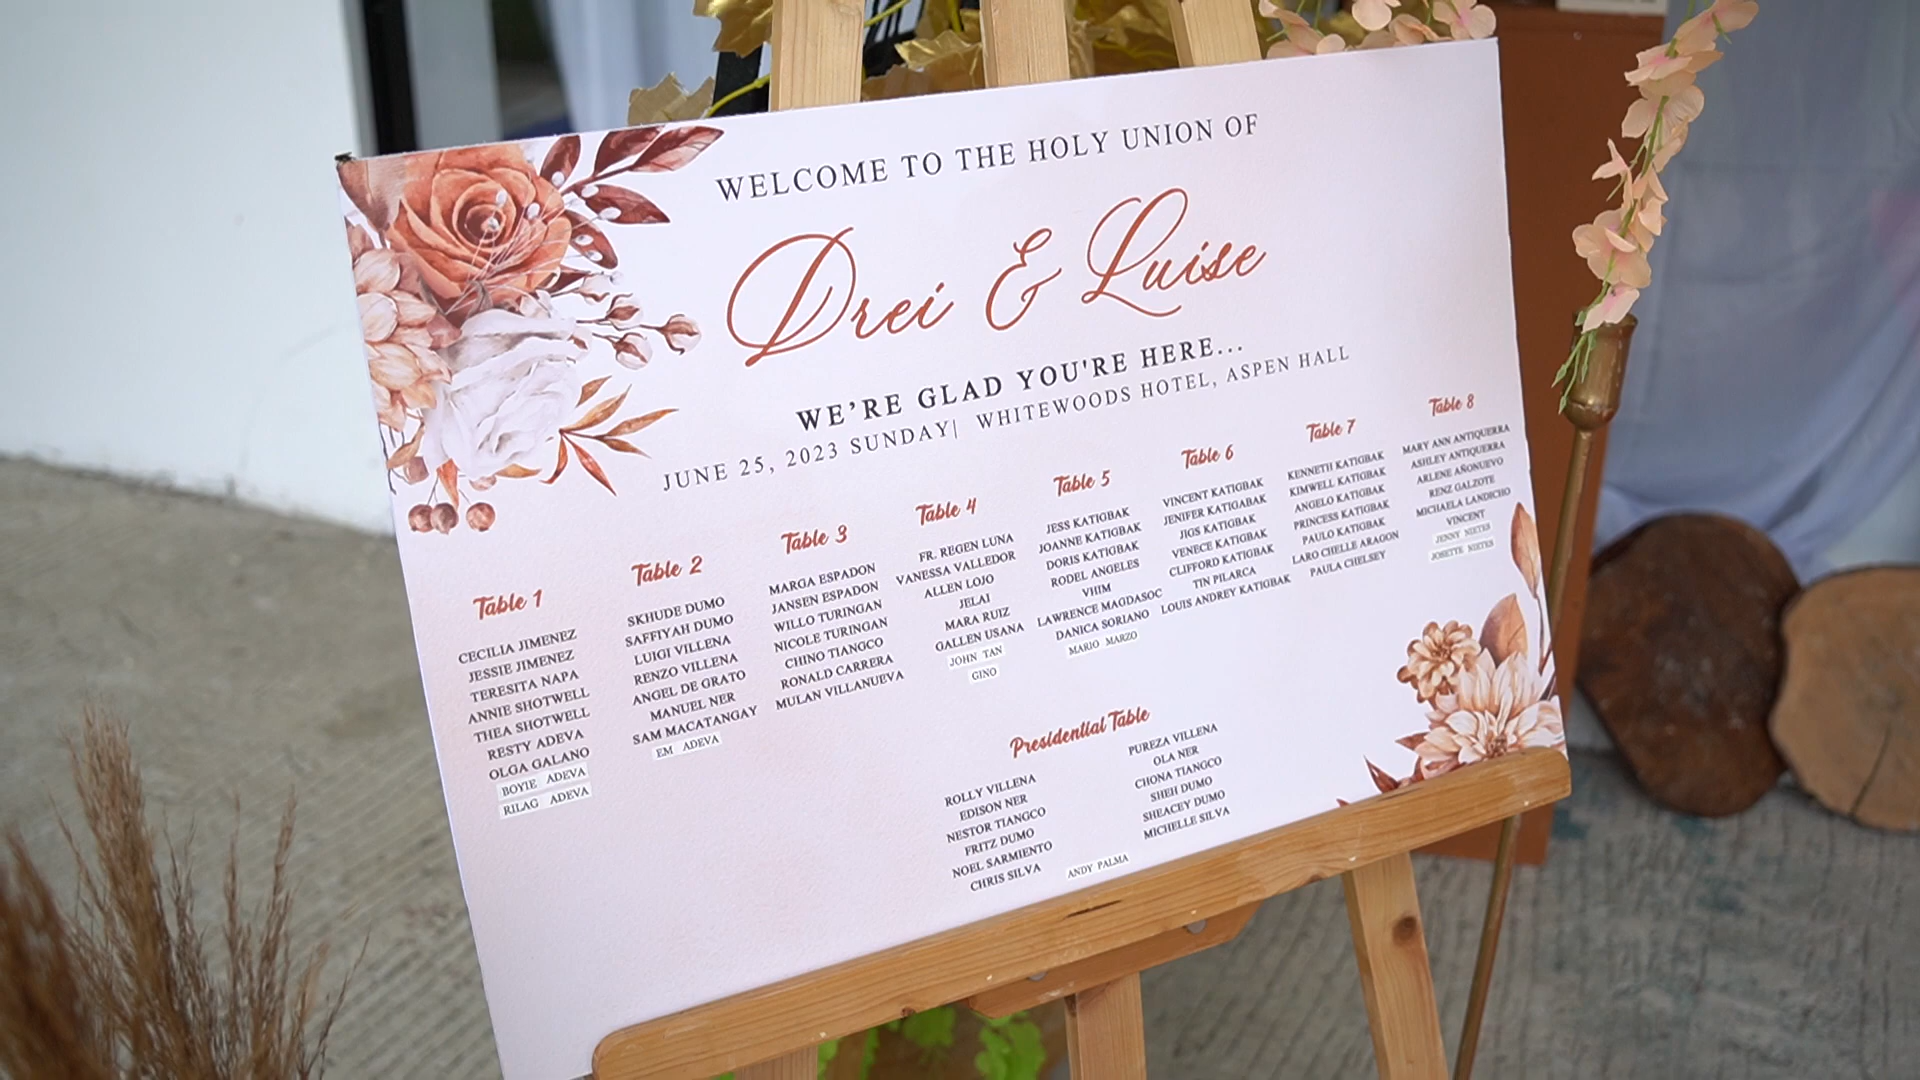 WELCOME TO THE HOLY UNION OF
Drei & Luise
WE'RE GLAD YOU'RE HERE...
JUNE 25, 2023 SUNDAY| WHITEWOODS HOTEL, ASPEN HALL
Table 1
CECILIA JIMENEZ
JESSIE JIMENEZ
TERESITA NAPA
ANNIE SHOTWELL
THEA SHOTWELL
RESTY ADEVA
OLGA GALANO
BOYIE ADEVA
RILAG ADEVA
Table 2
SKHUDE DUMO
SAFFIYAH DUMO
LUIGI VILLENA
RENZO VILLENA
ANGEL DE GRATO
MANUEL NER
SAM MACATANGAY
EM ADEVA
Table 3
MARGA ESPADON
JANSEN ESPADON
WILLO TURINGAN
NICOLE TURINGAN
CHINO TIANGCO
RONALD CARRERA
MULAN VILLANUEVA
Table 4
FR. REGEN LUNA
VANESSA VALLEDOR
ALLEN LOJO
JELAI
MARA RUIZ
GALLEN USANA
JOHN TAN
GINO
Table 5
JESS KATIGBAK
JOANNE KATIGBAK
DORIS KATIGBAK
RODEL ANGELES
VHIM
LAWRENCE MAGDASOC
DANICA SORIANO
MARIO MARZO
Table 6
VINCENT KATIGBAK
JENIFER KATIGABAK
JIGS KATIGBAK
VENECE KATIGBAK
CLIFFORD KATIGBAK
TIN PILARCA
LOUIS ANDREY KATIGBAK
Table 7
KENNETH KATIGBAK
KIMWELL KATIGBAK
ANGELO KATIGBAK
PRINCESS KATIGBAK
PAULO KATIGBAK
LARO CHELLE ARAGON
PAULA CHELSEY
Table 8
MARY ANN ANTIQUERRA
ASHLEY ANTIQUERRA
ARLENE AÑONUEVO
RENZ GALZOTE
MICHAELA LANDICHO
VINCENT
JENNY NIETES
JOSETTE NIETES
Presidential Table
ROLLY VILLENA
EDISON NER
NESTOR TIANGCO
FRITZ DUMO
NOEL SARMIENTO
CHRIS SILVA
PUREZA VILLENA
OLA NER
CHONA TIANGCO
SHEH DUMO
SHEACEY DUMO
MICHELLE SILVA
ANDY PALMA